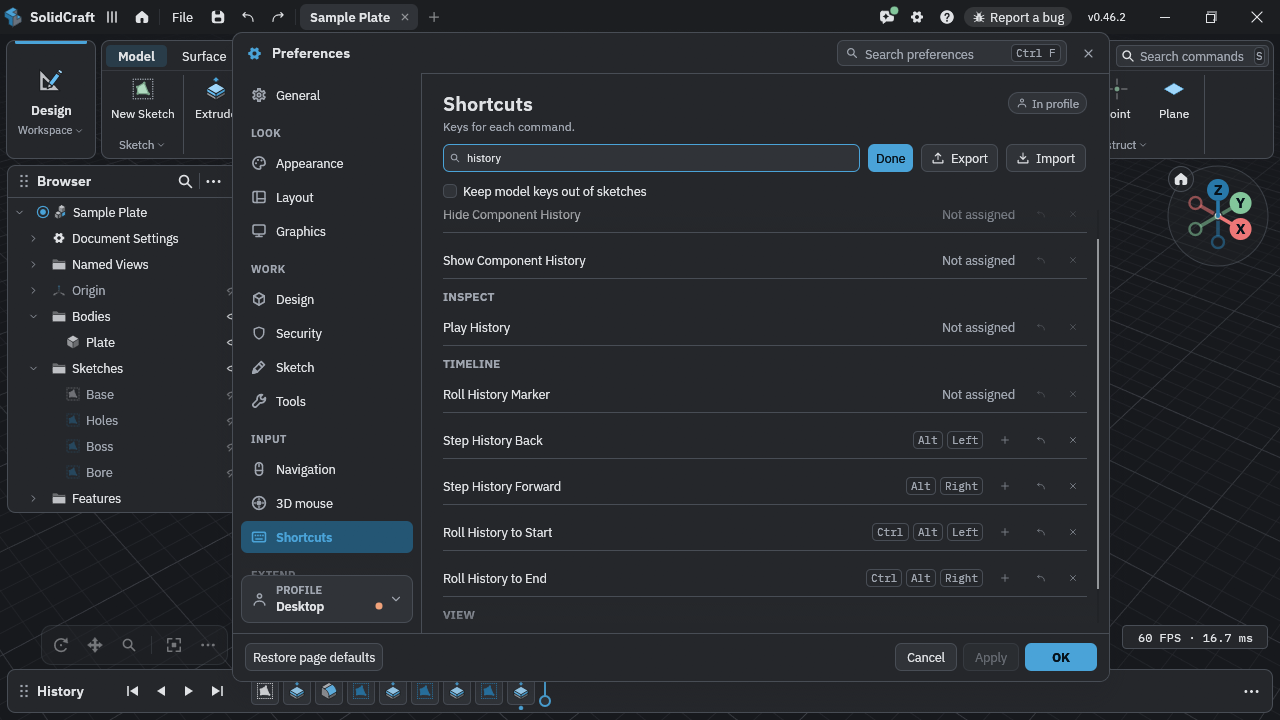 SolidCraft
File
Sample Plate
Report a bug
v0.46.2
Model
Surface
Design
Workspace
New Sketch
Extrude
Sketch
Search commands
S
oint
Plane
struct
Preferences
Search preferences
Ctrl F
General
LOOK
Appearance
Layout
Graphics
WORK
Design
Security
Sketch
Tools
INPUT
Navigation
3D mouse
Shortcuts
EXTEND
PROFILE
Desktop
Shortcuts
In profile
Keys for each command.
history
Done
Export
Import
Keep model keys out of sketches
Hide Component History Not assigned
Show Component History Not assigned
INSPECT
Play History Not assigned
TIMELINE
Roll History Marker Not assigned
Step History Back Alt Left
Step History Forward Alt Right
Roll History to Start Ctrl Alt Left
Roll History to End Ctrl Alt Right
VIEW
Restore page defaults
Cancel
Apply
OK
Browser
Sample Plate
Document Settings
Named Views
Origin
Bodies
Plate
Sketches
Base
Holes
Boss
Bore
Features
Z
Y
X
60 FPS · 16.7 ms
History